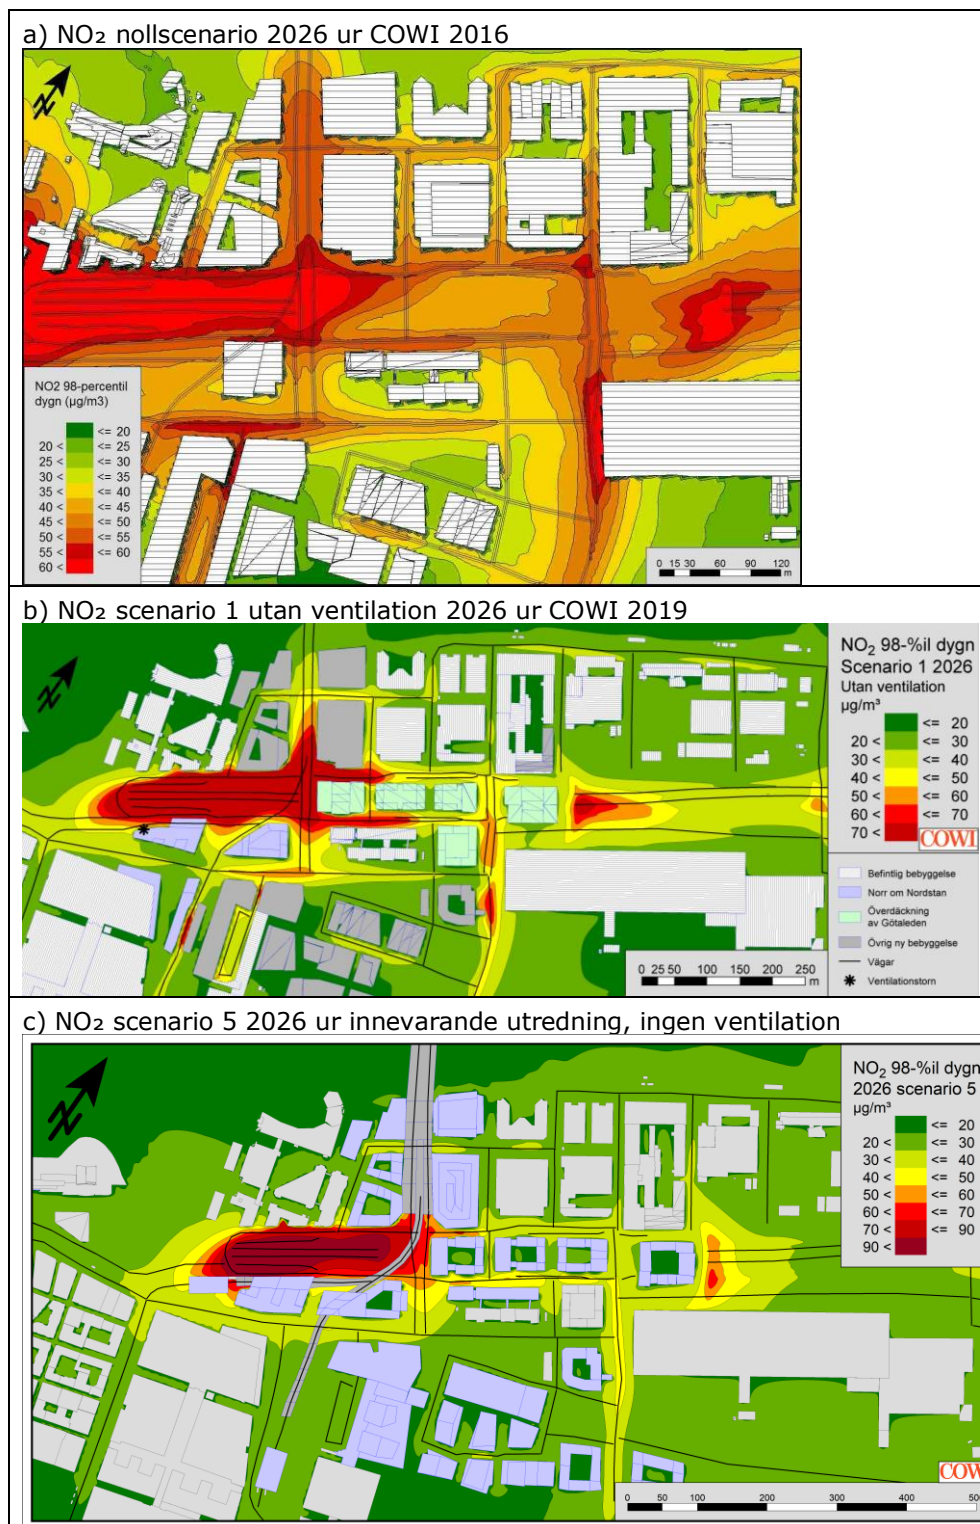 a) NO₂ nollscenario 2026 ur COWI 2016
N
NO2 98-percentil
dygn (µg/m3)
<= 20
20 < <= 25
25 < <= 30
30 < <= 35
35 < <= 40
40 < <= 45
45 < <= 50
50 < <= 55
55 < <= 60
60 <
0 15 30 60 90 120
m
b) NO₂ scenario 1 utan ventilation 2026 ur COWI 2019
N
NO₂ 98-%il dygn
Scenario 1 2026
Utan ventilation
µg/m³
<= 20
20 < <= 30
30 < <= 40
40 < <= 50
50 < <= 60
60 < <= 70
70 <
COWI
Befintlig bebyggelse
Norr om Nordstan
Överdäckning
av Götaleden
Övrig ny bebyggelse
Vägar
Ventilationstorn
0 25 50 100 150 200 250
m
c) NO₂ scenario 5 2026 ur innevarande utredning, ingen ventilation
N
NO₂ 98-%il dygn
2026 scenario 5
µg/m³
<= 20
20 < <= 30
30 < <= 40
40 < <= 50
50 < <= 60
60 < <= 70
70 < <= 90
90 <
COW
0 50 100 200 300 400 500